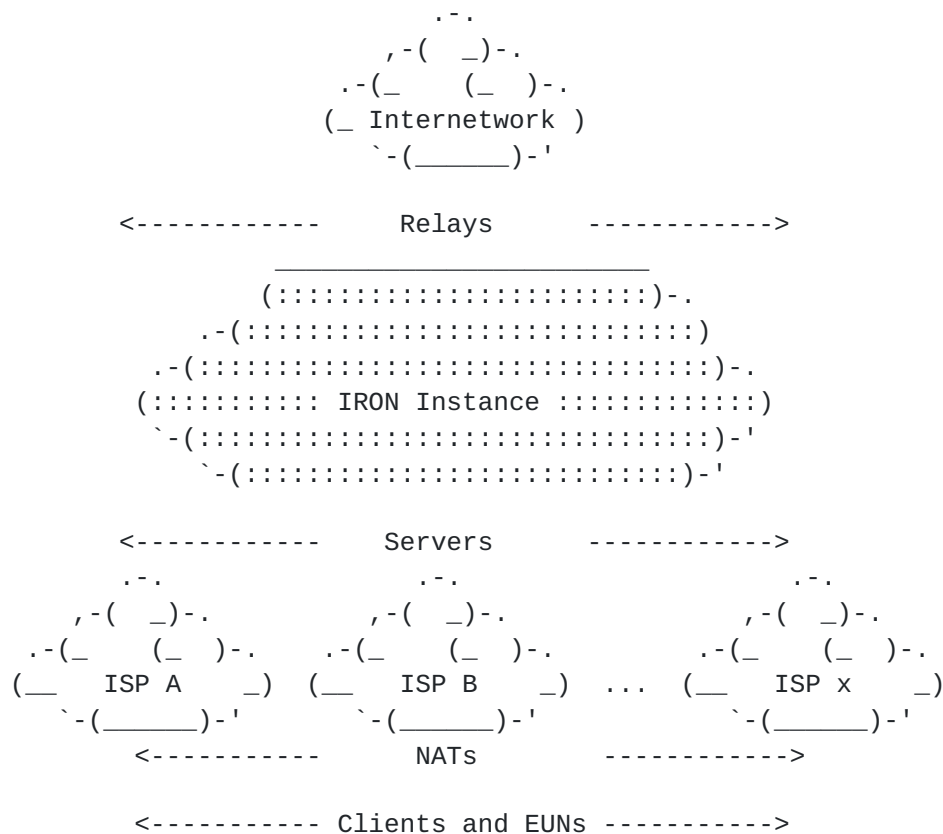 Internetwork
<------------ Relays ------------>
IRON Instance
<------------ Servers ------------>
ISP A ISP B ... ISP x
<----------- NATs ------------>
<----------- Clients and EUNs ----------->